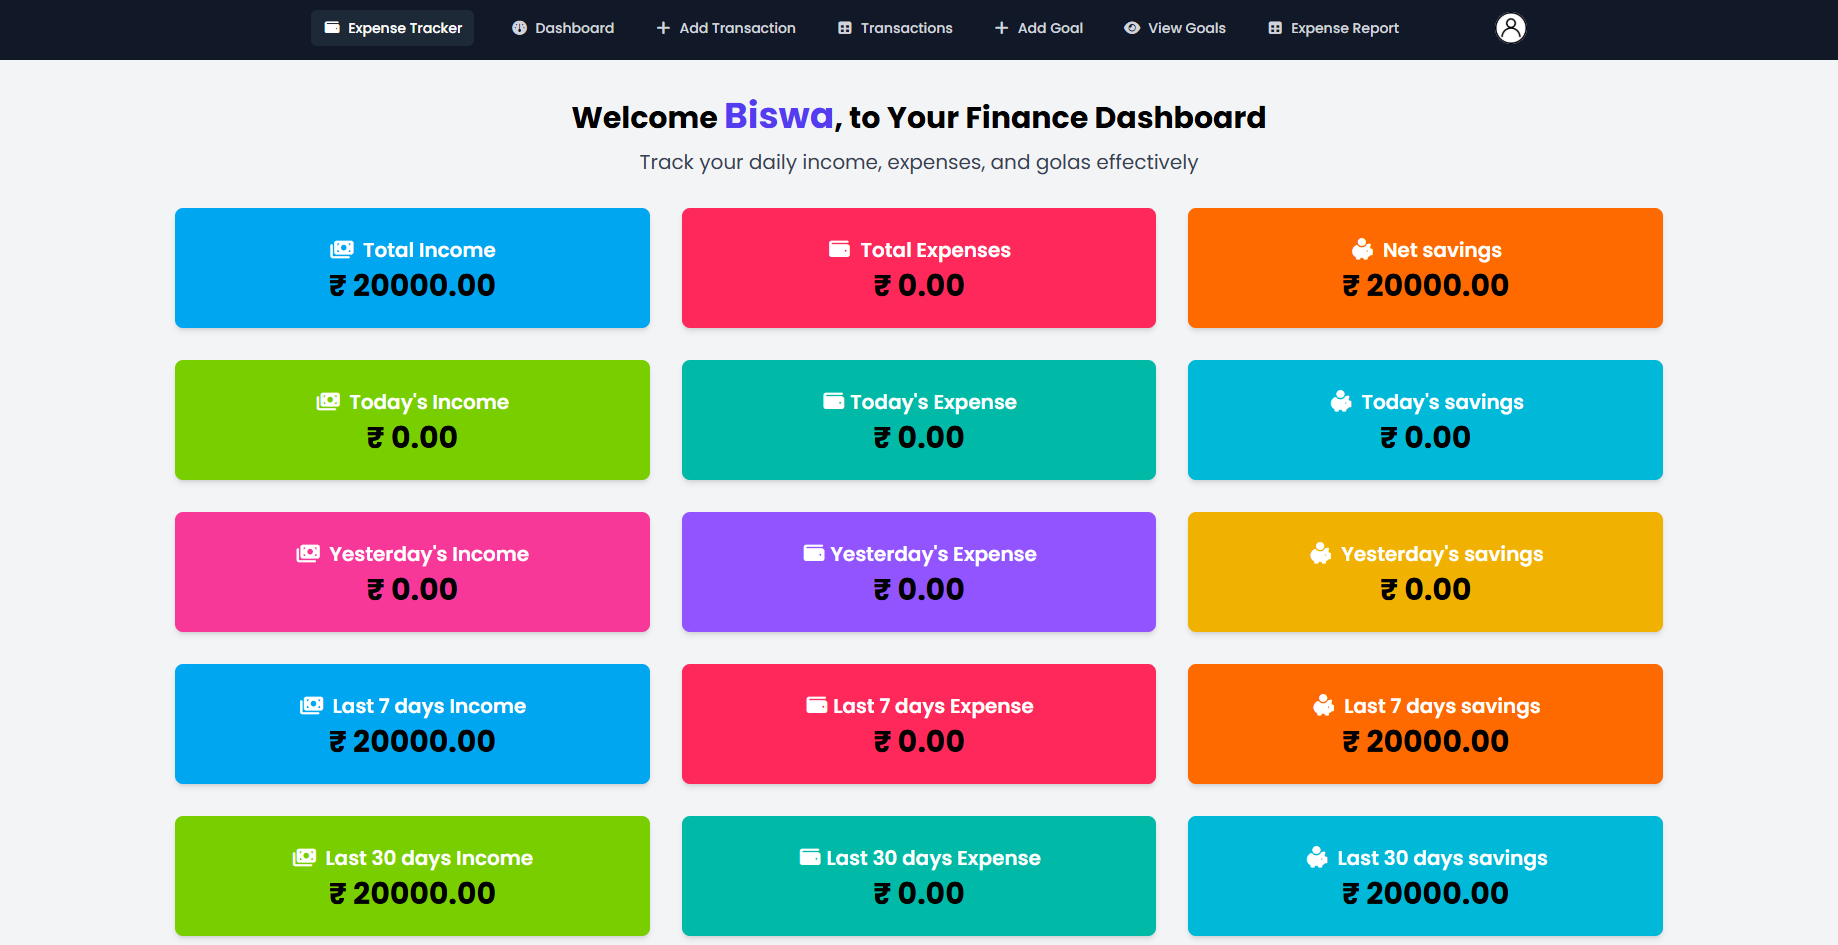 Expense Tracker Dashboard Add Transaction Transactions Add Goal View Goals Expense Report
Welcome Biswa, to Your Finance Dashboard
Track your daily income, expenses, and golas effectively
Total Income
₹ 20000.00
Total Expenses
₹ 0.00
Net savings
₹ 20000.00
Today's Income
₹ 0.00
Today's Expense
₹ 0.00
Today's savings
₹ 0.00
Yesterday's Income
₹ 0.00
Yesterday's Expense
₹ 0.00
Yesterday's savings
₹ 0.00
Last 7 days Income
₹ 20000.00
Last 7 days Expense
₹ 0.00
Last 7 days savings
₹ 20000.00
Last 30 days Income
₹ 20000.00
Last 30 days Expense
₹ 0.00
Last 30 days savings
₹ 20000.00